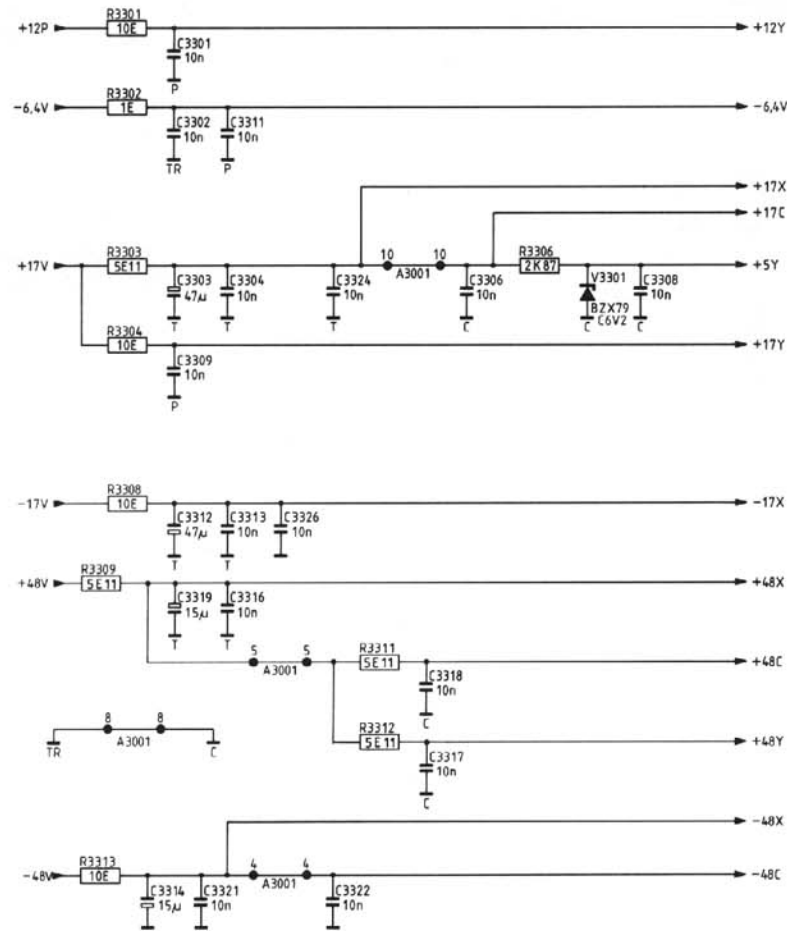 R3301
+12P 10E +12Y
C3301
10n
P
R3302
-6,4V 1E -6,4V
C3302 C3311
10n 10n
TR P
+17X
+17C
R3303 10 10 R3306
+17V 5E11 A3001 2K87 +5Y
C3303 C3304 C3324 C3306 V3301 C3308
47µ 10n 10n 10n BZX79 10n
C6V2
T T T C C C
R3304
10E +17Y
C3309
10n
P
R3308
-17V 10E -17X
C3312 C3313 C3326
47µ 10n 10n
T T
R3309
+48V 5E11 +48X
C3319 C3316
15µ 10n
T T
5 5 R3311
A3001 5E11 +48C
C3318
10n
C
8 8 R3312
A3001 5E11 +48Y
TR C
C3317
10n
C
-48X
R3313 4 4
-48V 10E A3001 -48C
C3314 C3321 C3322
15µ 10n 10n